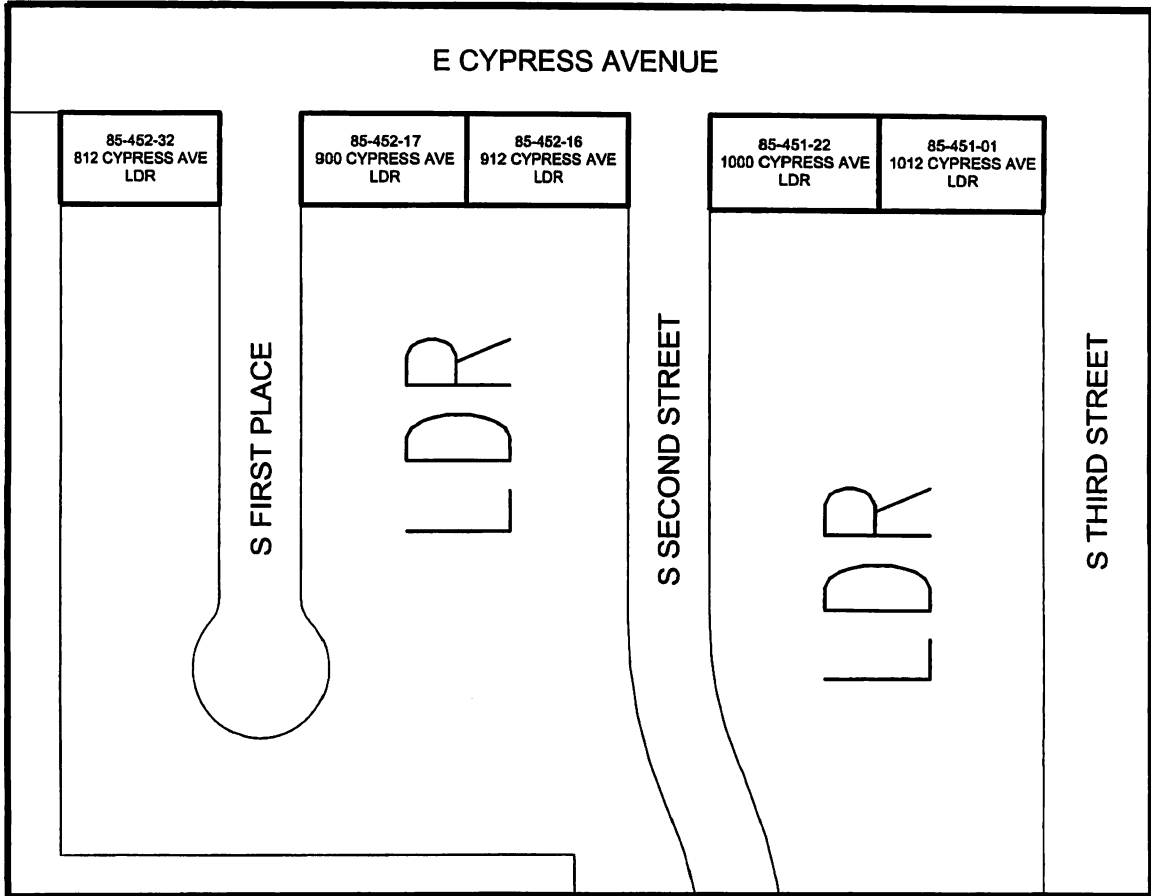 E CYPRESS AVENUE
85-452-32
812 CYPRESS AVE
LDR
85-452-17
900 CYPRESS AVE
LDR
85-452-16
912 CYPRESS AVE
LDR
85-451-22
1000 CYPRESS AVE
LDR
85-451-01
1012 CYPRESS AVE
LDR
S FIRST PLACE
LDR
S SECOND STREET
LDR
S THIRD STREET